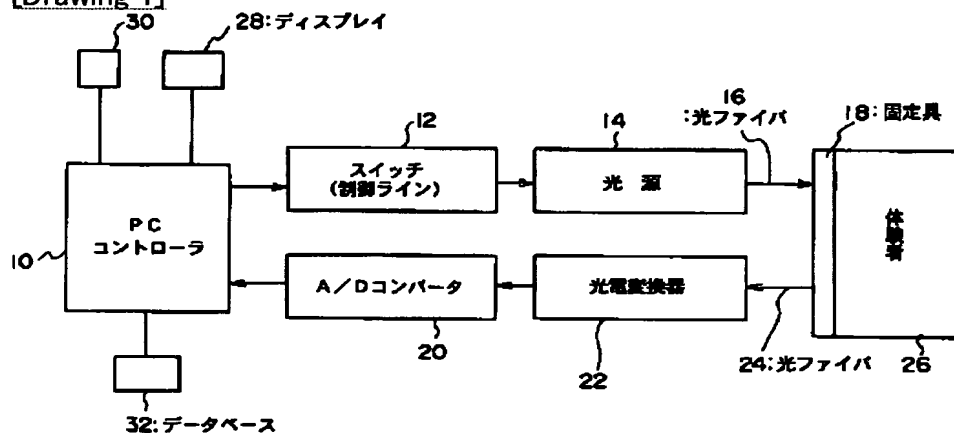 [Drawing 1]
30
28:ディスプレイ
12
スイッチ
(制御ライン)
14
光 源
16
:光ファイバ
18:固定具
体
験
者
10
PC
コントローラ
A/Dコンバータ
20
光電変換器
22
24:光ファイバ
26
32:データベース